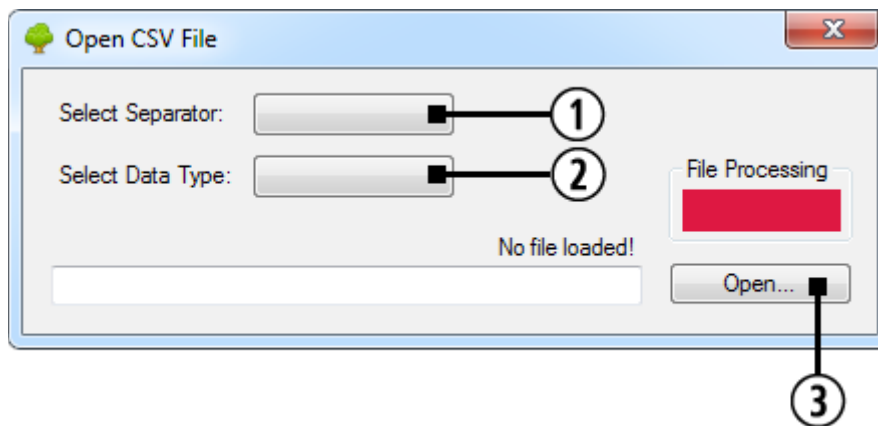 Open CSV File
Select Separator:
1
Select Data Type:
2
File Processing
No file loaded!
Open...
3